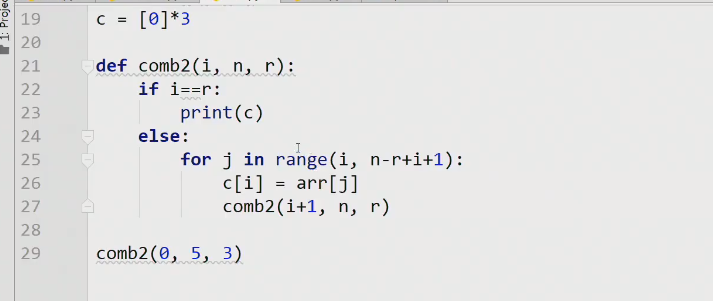 1: Proje
19 c = [0]*3
20
21 def comb2(i, n, r):
22     if i==r:
23         print(c)
24     else:
25         for j in range(i, n-r+i+1):
26             c[i] = arr[j]
27             comb2(i+1, n, r)
28
29 comb2(0, 5, 3)